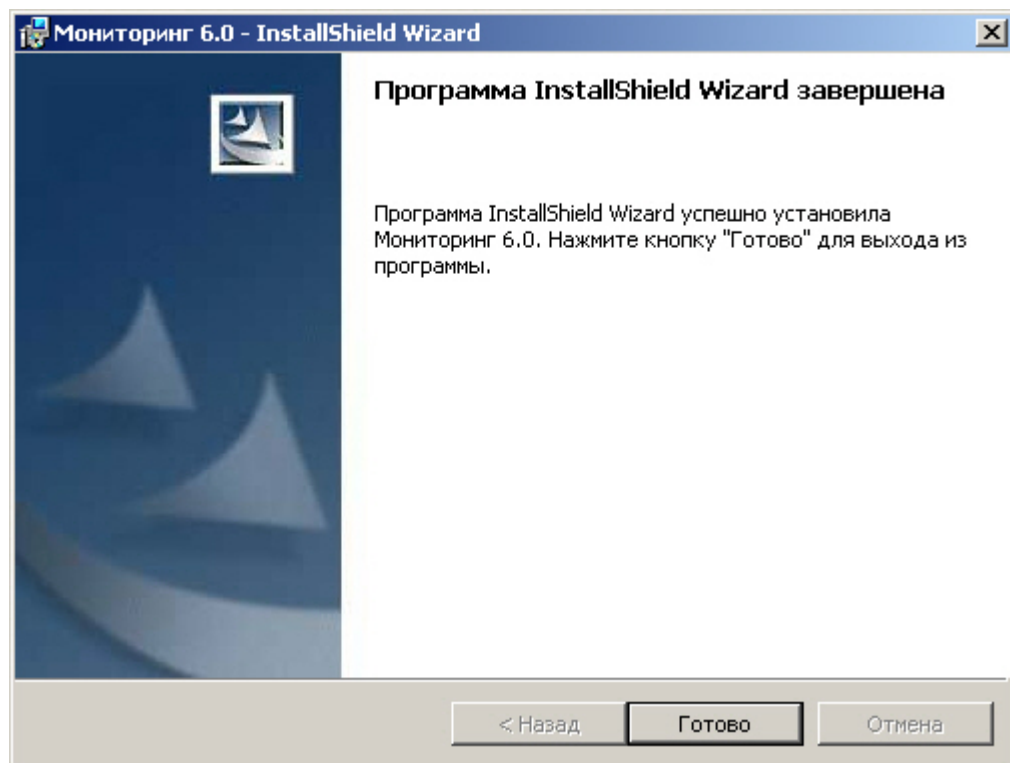 Мониторинг 6.0 - InstallShield Wizard
Программа InstallShield Wizard завершена
Программа InstallShield Wizard успешно установила
Мониторинг 6.0. Нажмите кнопку "Готово" для выхода из
программы.
< Назад
Готово
Отмена